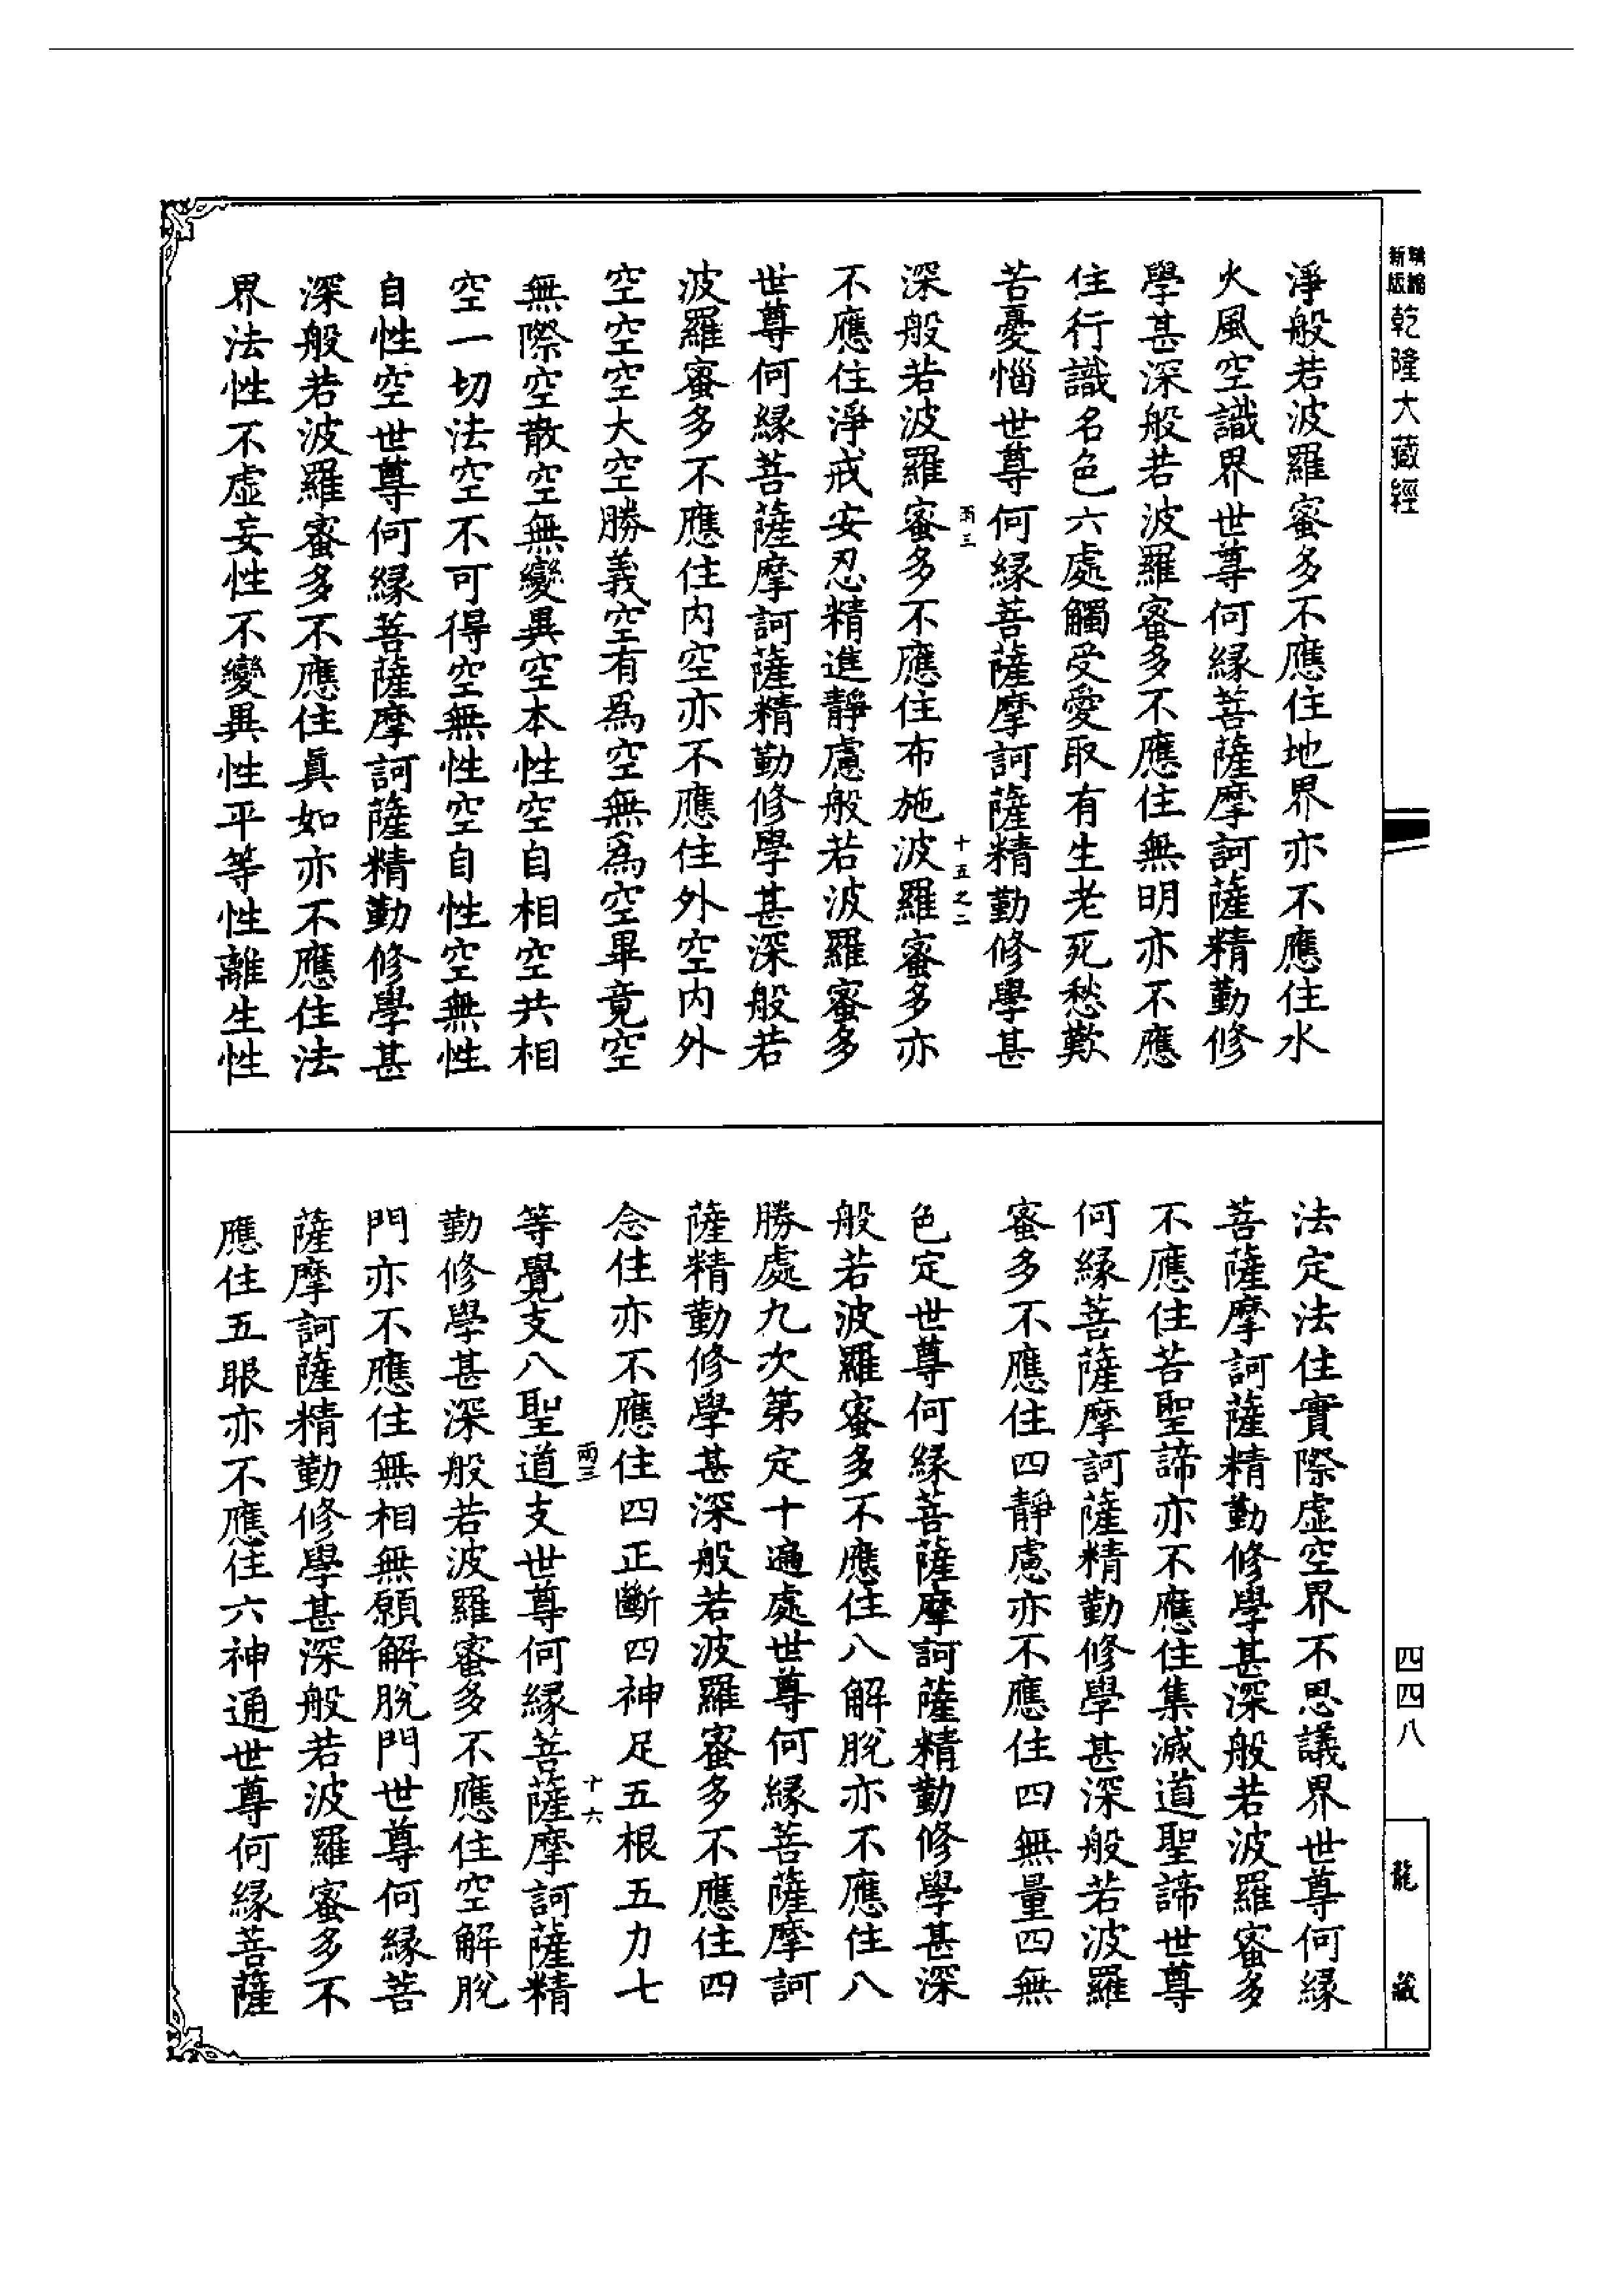 精縮新版乾隆大藏經
淨般若波羅蜜多不應住地界亦不應住水
火風空識界世尊何緣菩薩摩訶薩精勤修
學甚深般若波羅蜜多不應住無明亦不應
住行識名色六處觸受愛取有生老死愁歎
苦憂惱世尊何緣菩薩摩訶薩精勤修學甚
雨三
十五之二
深般若波羅蜜多不應住布施波羅蜜多亦
不應住淨戒安忍精進靜慮般若波羅蜜多
世尊何緣菩薩摩訶薩精勤修學甚深般若
波羅蜜多不應住内空亦不應住外空内外
空空空大空勝義空有爲空無爲空畢竟空
無際空散空無變異空本性空自相空共相
空一切法空不可得空無性空自性空無性
自性空世尊何緣菩薩摩訶薩精勤修學甚
深般若波羅蜜多不應住眞如亦不應住法
界法性不虛妄性不變異性平等性離生性
法定法住實際虛空界不思議界世尊何緣
菩薩摩訶薩精勤修學甚深般若波羅蜜多
不應住苦聖諦亦不應住集滅道聖諦世尊
何緣菩薩摩訶薩精勤修學甚深般若波羅
蜜多不應住四靜慮亦不應住四無量四無
色定世尊何緣菩薩摩訶薩精勤修學甚深
般若波羅蜜多不應住八解脫亦不應住八
勝處九次第定十遍處世尊何緣菩薩摩訶
薩精勤修學甚深般若波羅蜜多不應住四
念住亦不應住四正斷四神足五根五力七
雨三
十六
等覺支八聖道支世尊何緣菩薩摩訶薩精
勤修學甚深般若波羅蜜多不應住空解脫
門亦不應住無相無願解脫門世尊何緣菩
薩摩訶薩精勤修學甚深般若波羅蜜多不
應住五眼亦不應住六神通世尊何緣菩薩
四四八
龍藏